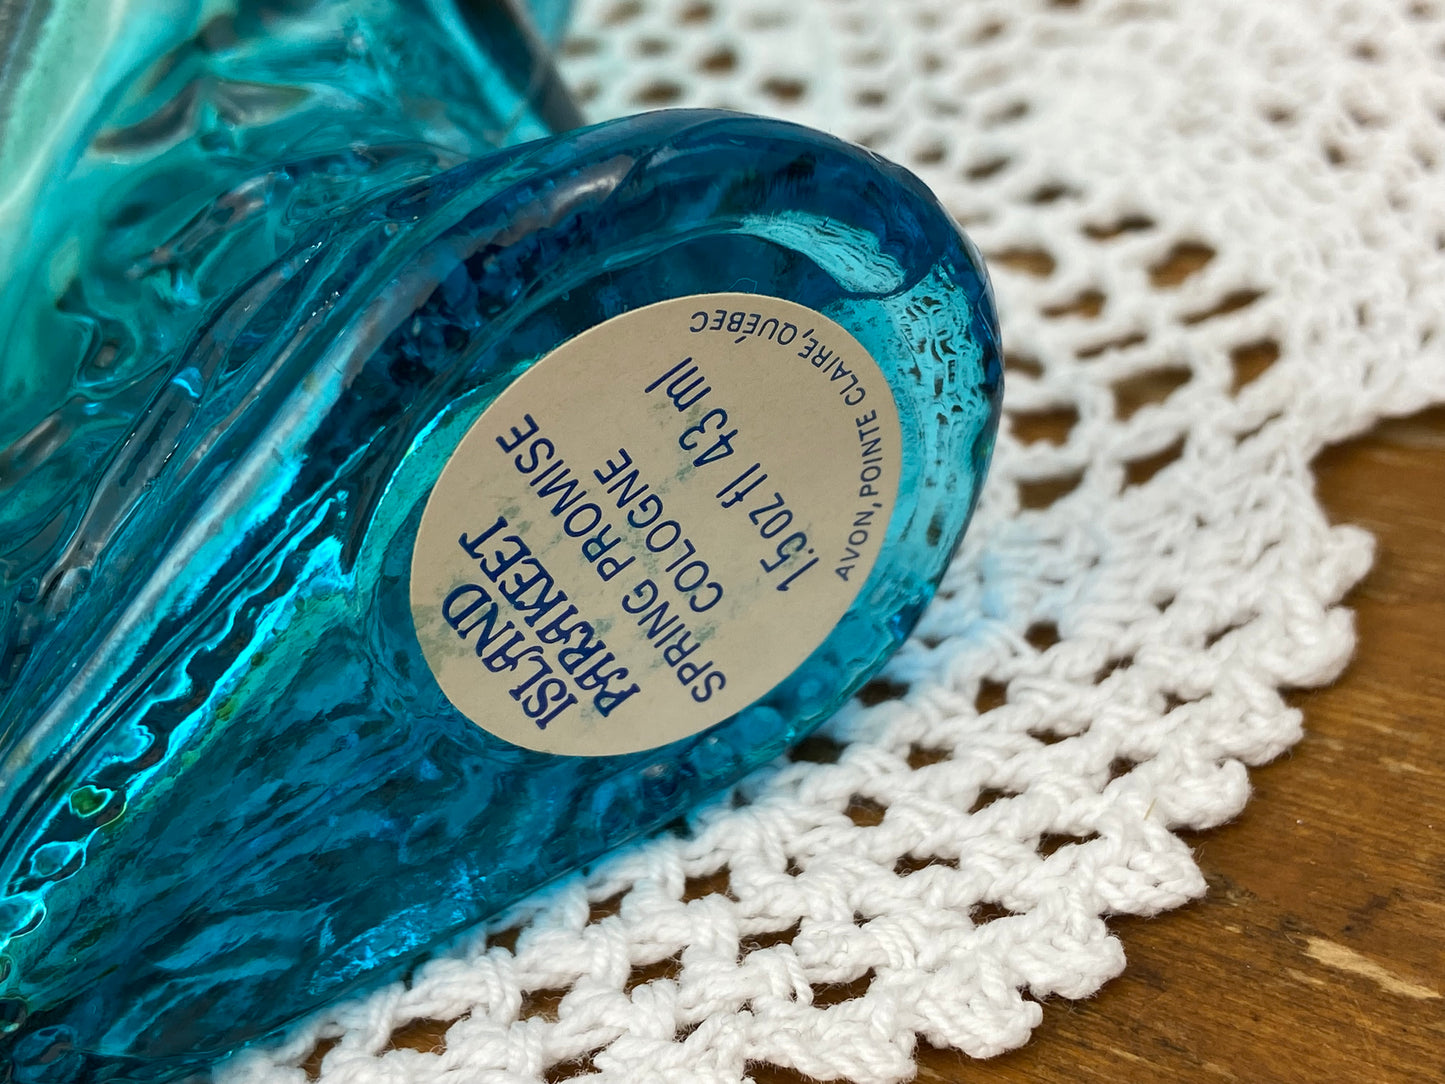 ISLAND
PARAKEET
SPRING PROMISE
COLOGNE
1.5 oz fl 43 ml
AVON, POINTE CLAIRE, QUÉBEC